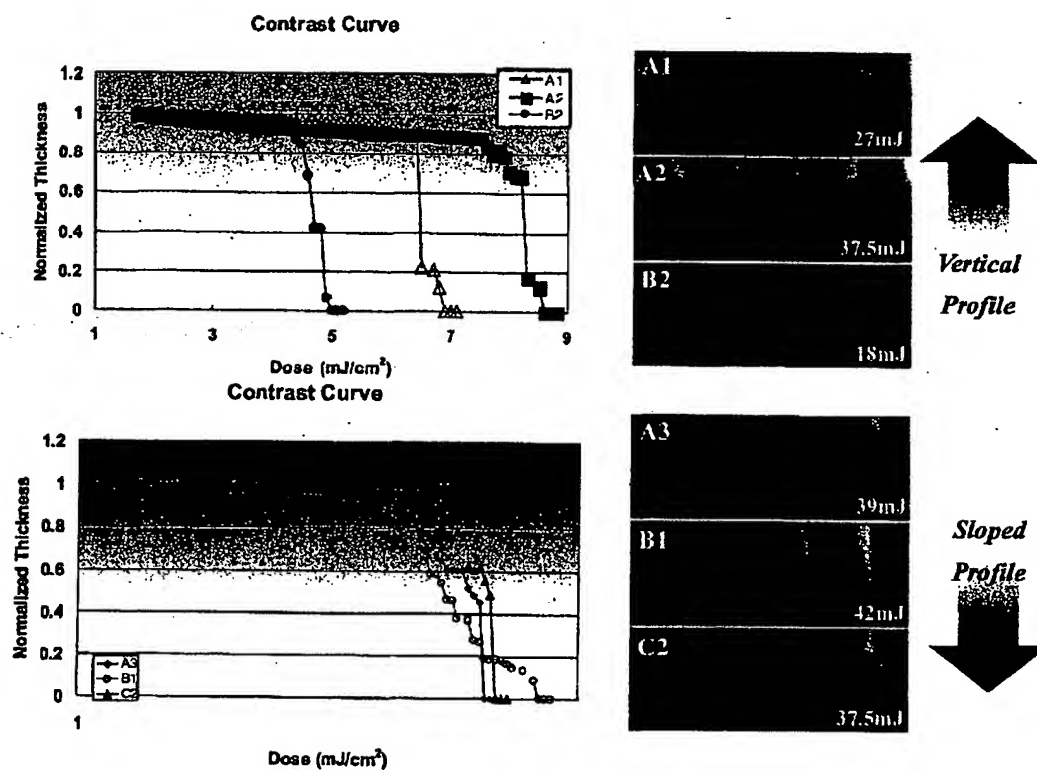 Contrast Curve
1.2
1
0.8
0.6
0.4
0.2
0
Normalized Thickness
A1
A2
B2
1 3 5 7 9
Dose (mJ/cm²)
A1
27mJ
A2
37.5mJ
B2
18mJ
Vertical
Profile
Contrast Curve
1.2
1
0.8
0.6
0.4
0.2
0
Normalized Thickness
A3
B1
C2
1
Dose (mJ/cm²)
A3
39mJ
B1
42mJ
C2
37.5mJ
Sloped
Profile